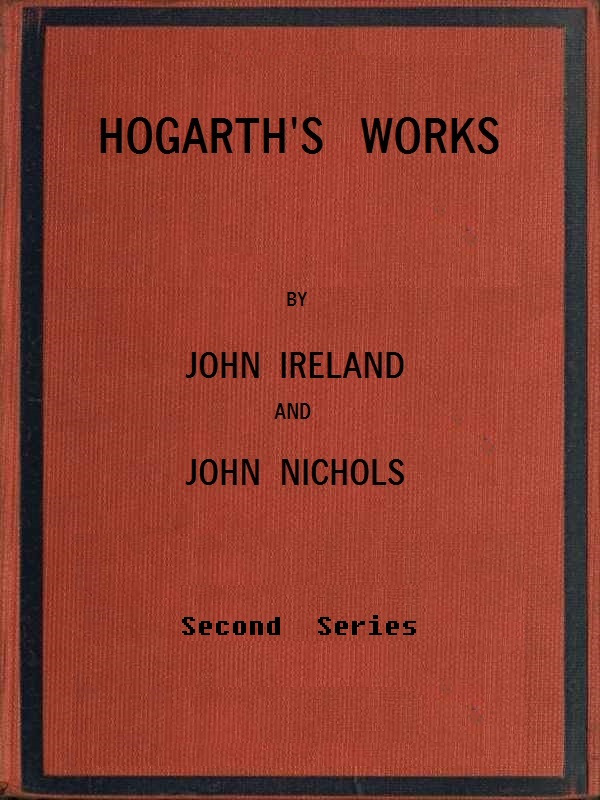 HOGARTH'S WORKS
BY
JOHN IRELAND
AND
JOHN NICHOLS
Second Series